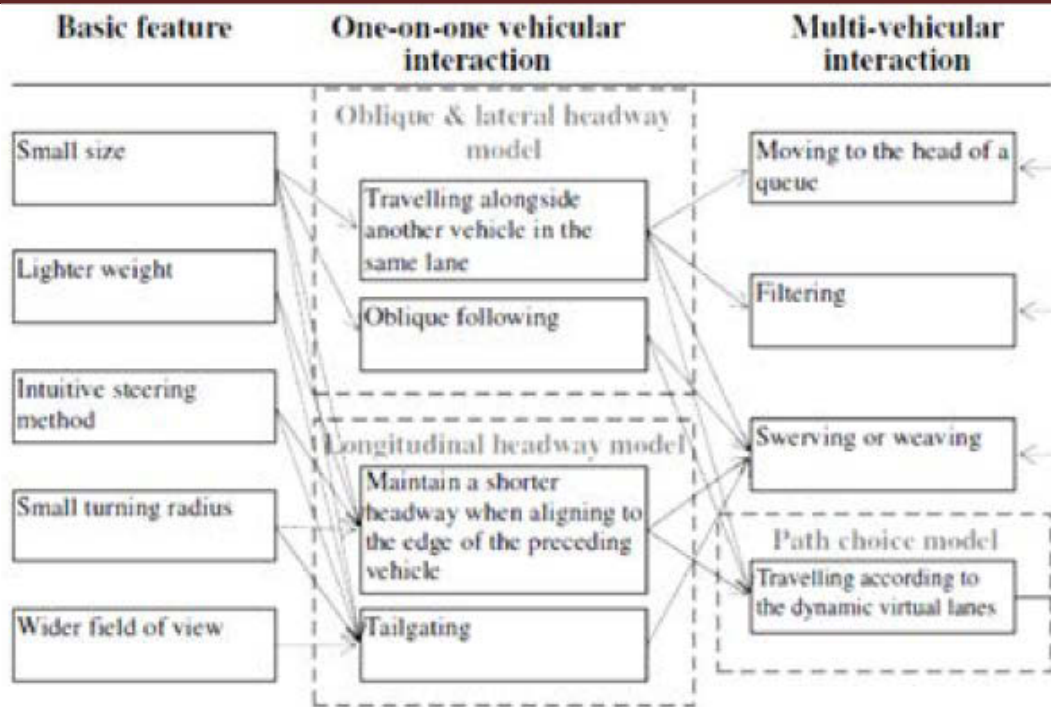 Basic feature
One-on-one vehicular
interaction
Multi-vehicular
interaction
Oblique & lateral headway
model
Small size
Lighter weight
Intuitive steering
method
Small turning radius
Wider field of view
Travelling alongside
another vehicle in the
same lane
Oblique following
Longitudinal headway model
Maintain a shorter
headway when aligning to
the edge of the preceding
vehicle
Tailgating
Moving to the head of a
queue
Filtering
Swerving or weaving
Path choice model
Travelling according to
the dynamic virtual lanes